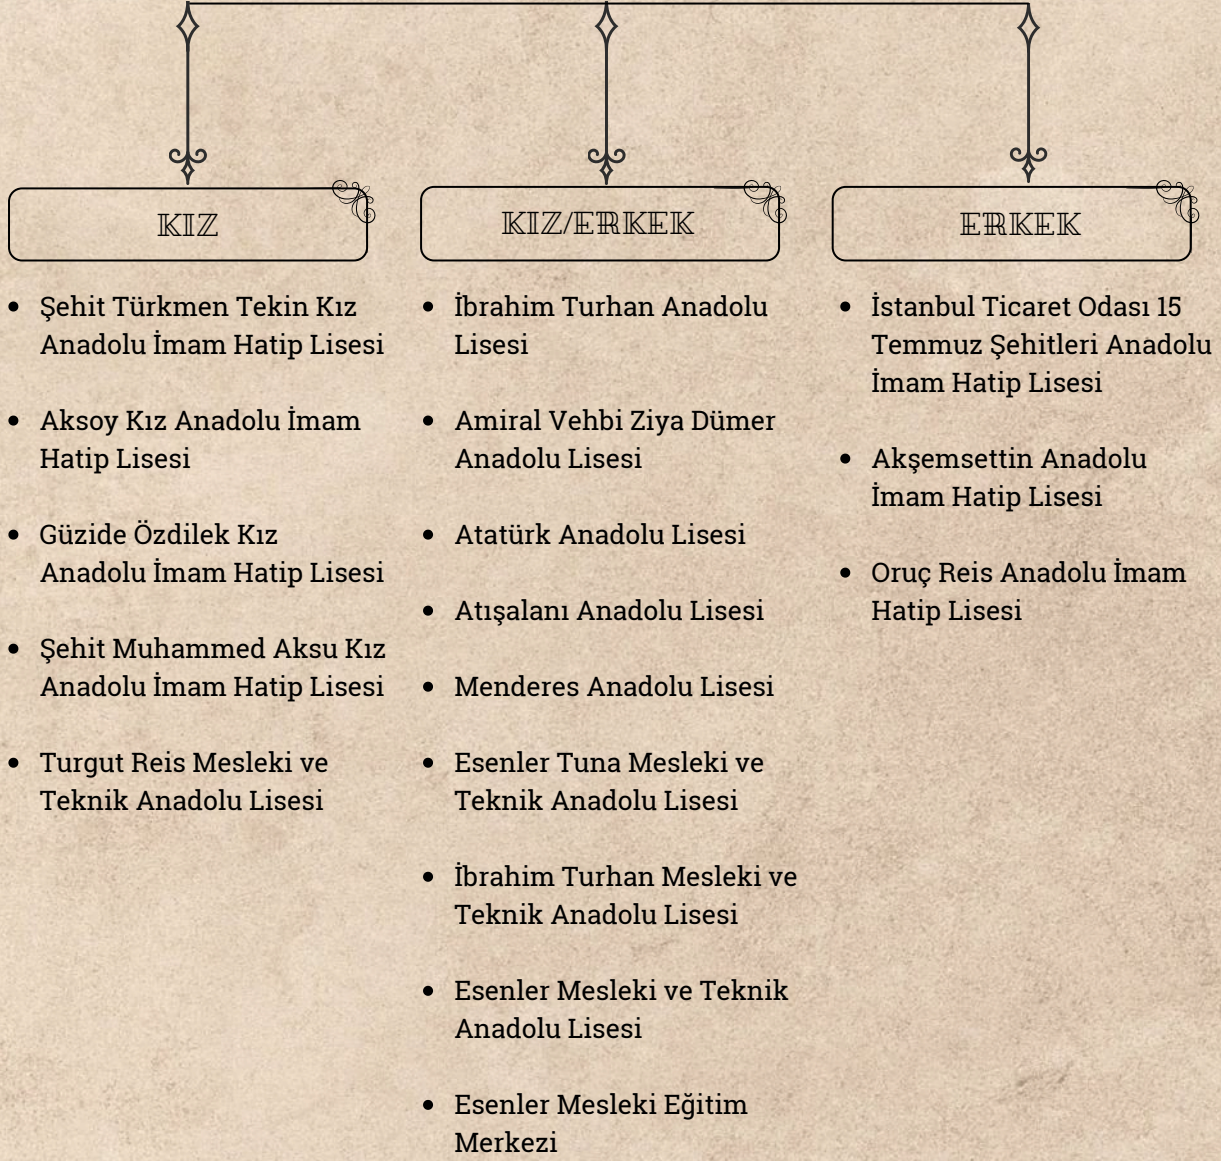 KIZ
Şehit Türkmen Tekin Kız
Anadolu İmam Hatip Lisesi
Aksoy Kız Anadolu İmam
Hatip Lisesi
Güzide Özdilek Kız
Anadolu İmam Hatip Lisesi
Şehit Muhammed Aksu Kız
Anadolu İmam Hatip Lisesi
Turgut Reis Mesleki ve
Teknik Anadolu Lisesi
KIZ/ERKEK
İbrahim Turhan Anadolu
Lisesi
Amiral Vehbi Ziya Dümer
Anadolu Lisesi
Atatürk Anadolu Lisesi
Atışalanı Anadolu Lisesi
Menderes Anadolu Lisesi
Esenler Tuna Mesleki ve
Teknik Anadolu Lisesi
İbrahim Turhan Mesleki ve
Teknik Anadolu Lisesi
Esenler Mesleki ve Teknik
Anadolu Lisesi
Esenler Mesleki Eğitim
Merkezi
ERKEK
İstanbul Ticaret Odası 15
Temmuz Şehitleri Anadolu
İmam Hatip Lisesi
Akşemsettin Anadolu
İmam Hatip Lisesi
Oruç Reis Anadolu İmam
Hatip Lisesi